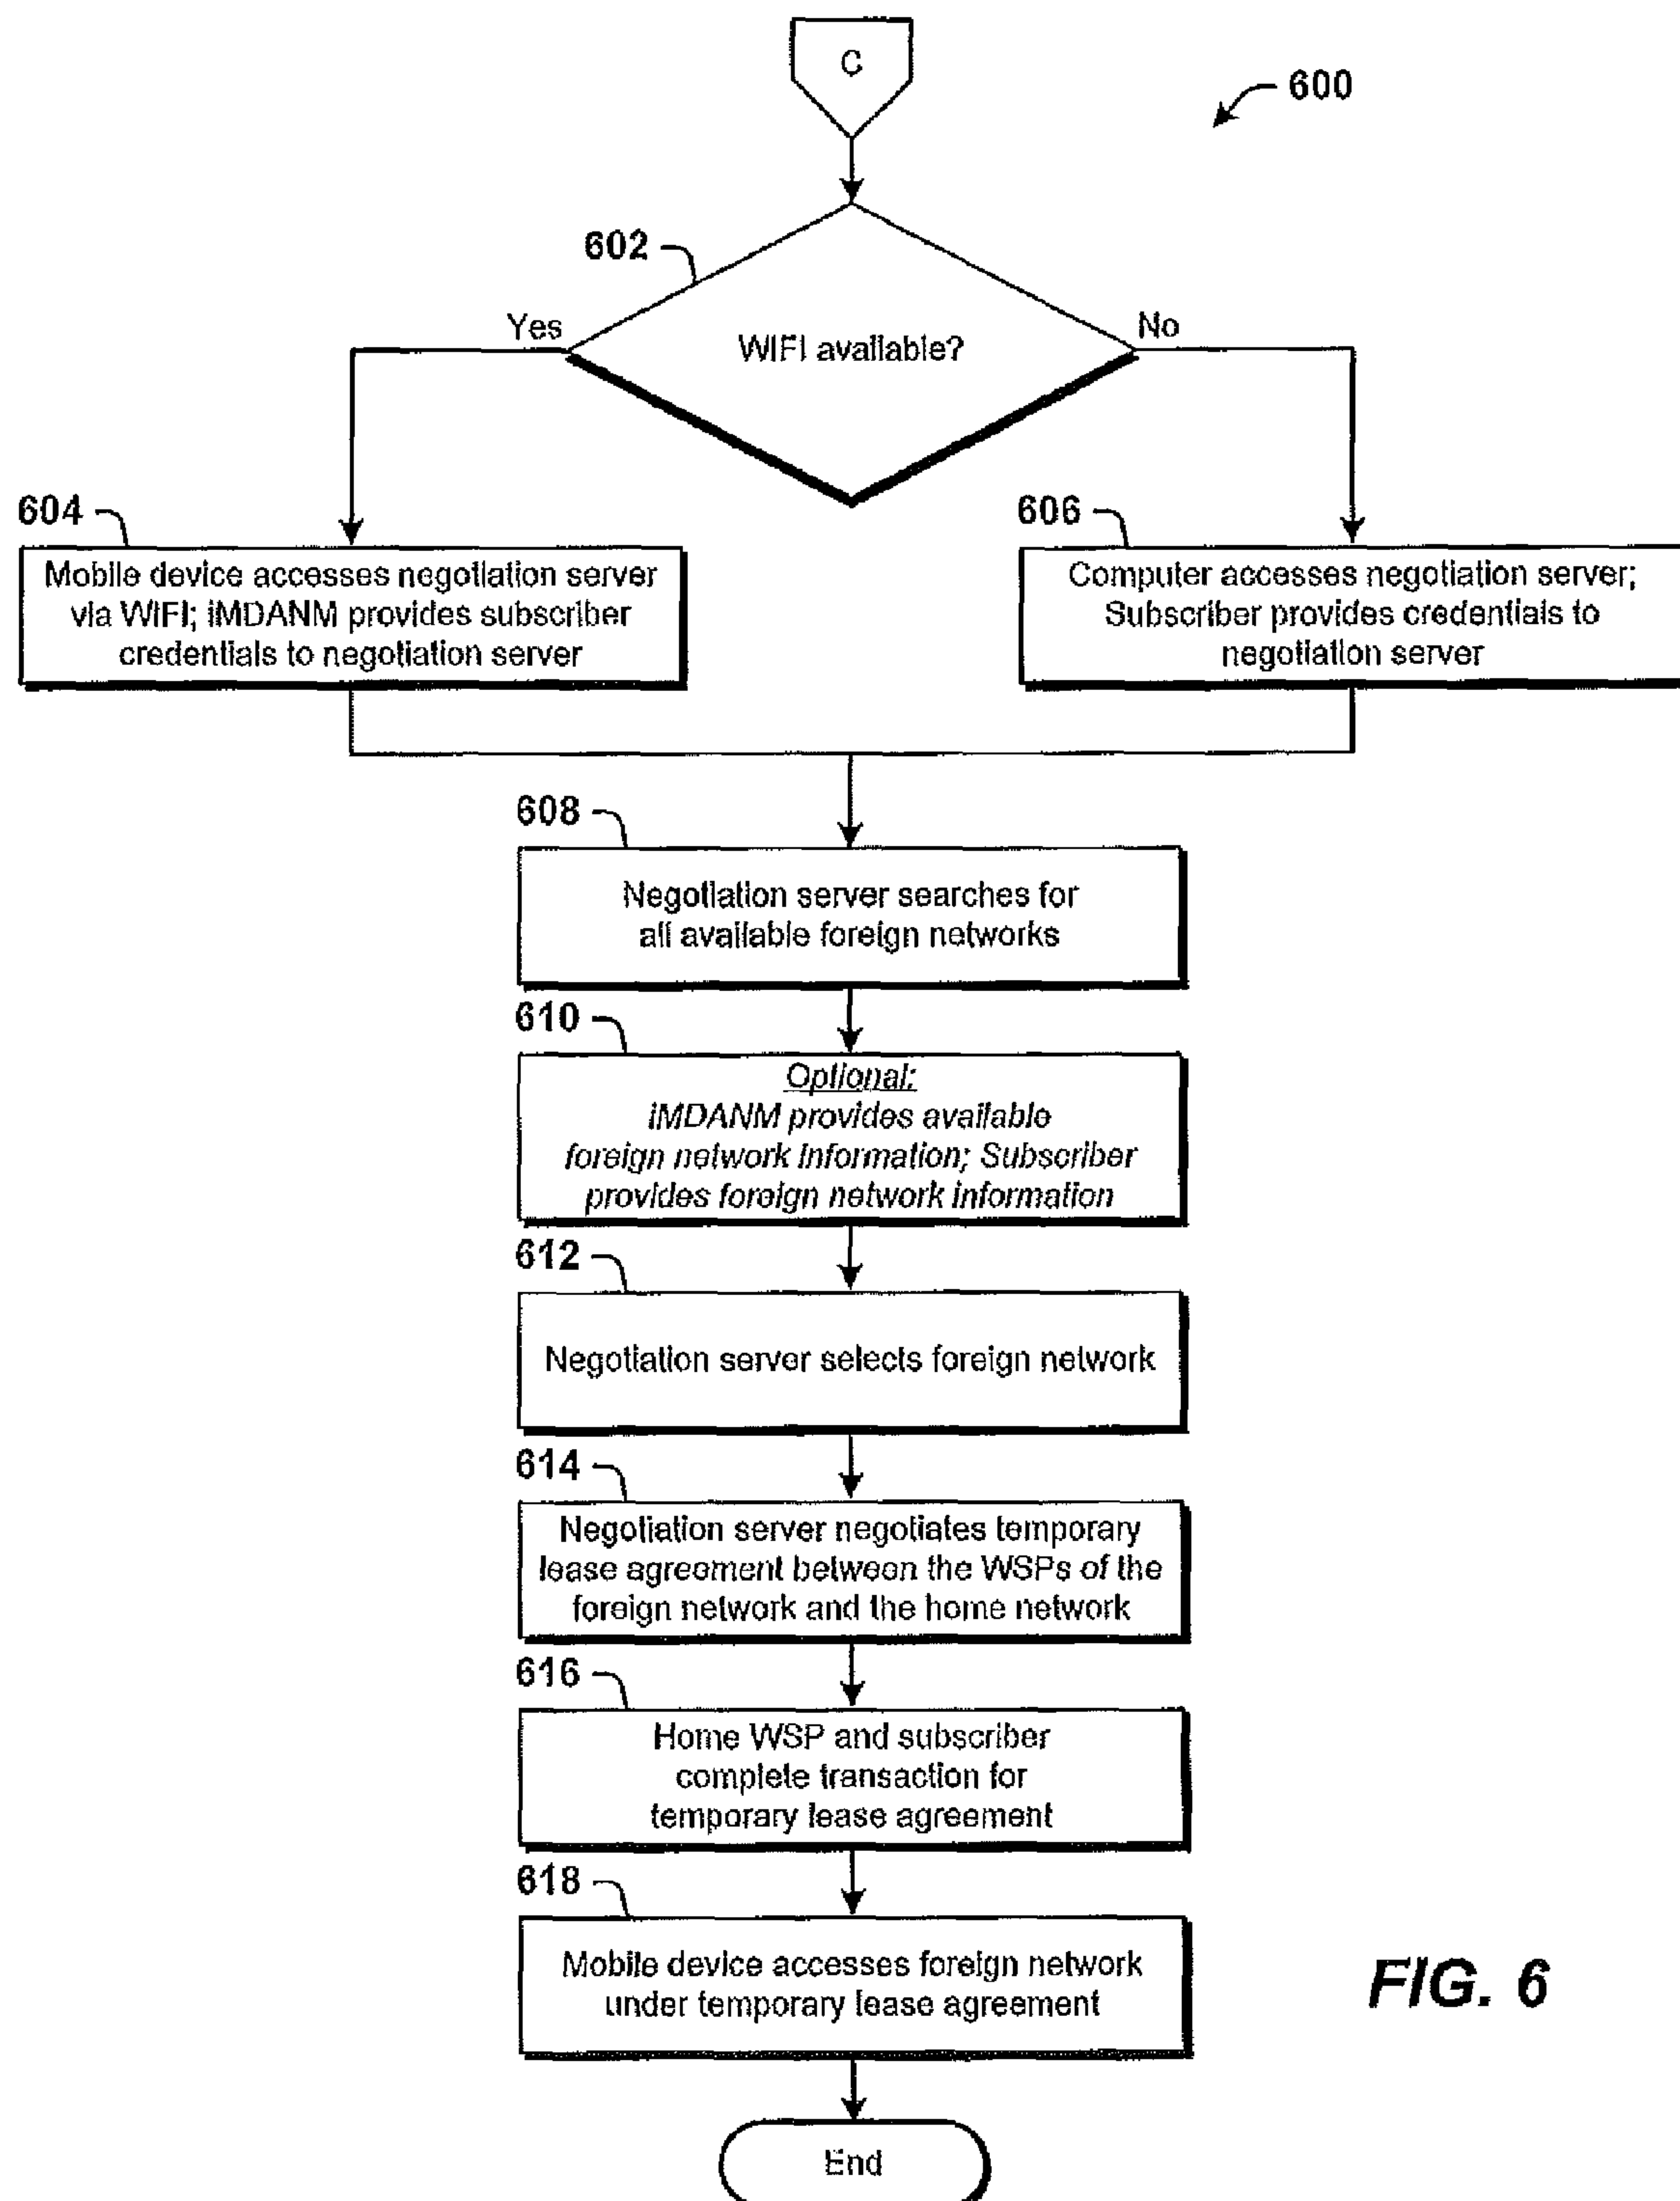 C
600
602
Yes
No
WIFI available?
604
606
Mobile device accesses negotiation server
via WIFI; iMDANM provides subscriber
credentials to negotiation server
Computer accesses negotiation server;
Subscriber provides credentials to
negotiation server
608
Negotiation server searches for
all available foreign networks
610
Optional:
iMDANM provides available
foreign network information; Subscriber
provides foreign network information
612
Negotiation server selects foreign network
614
Negotiation server negotiates temporary
lease agreement between the WSPs of the
foreign network and the home network
616
Home WSP and subscriber
complete transaction for
temporary lease agreement
618
Mobile device accesses foreign network
under temporary lease agreement
FIG. 6
End